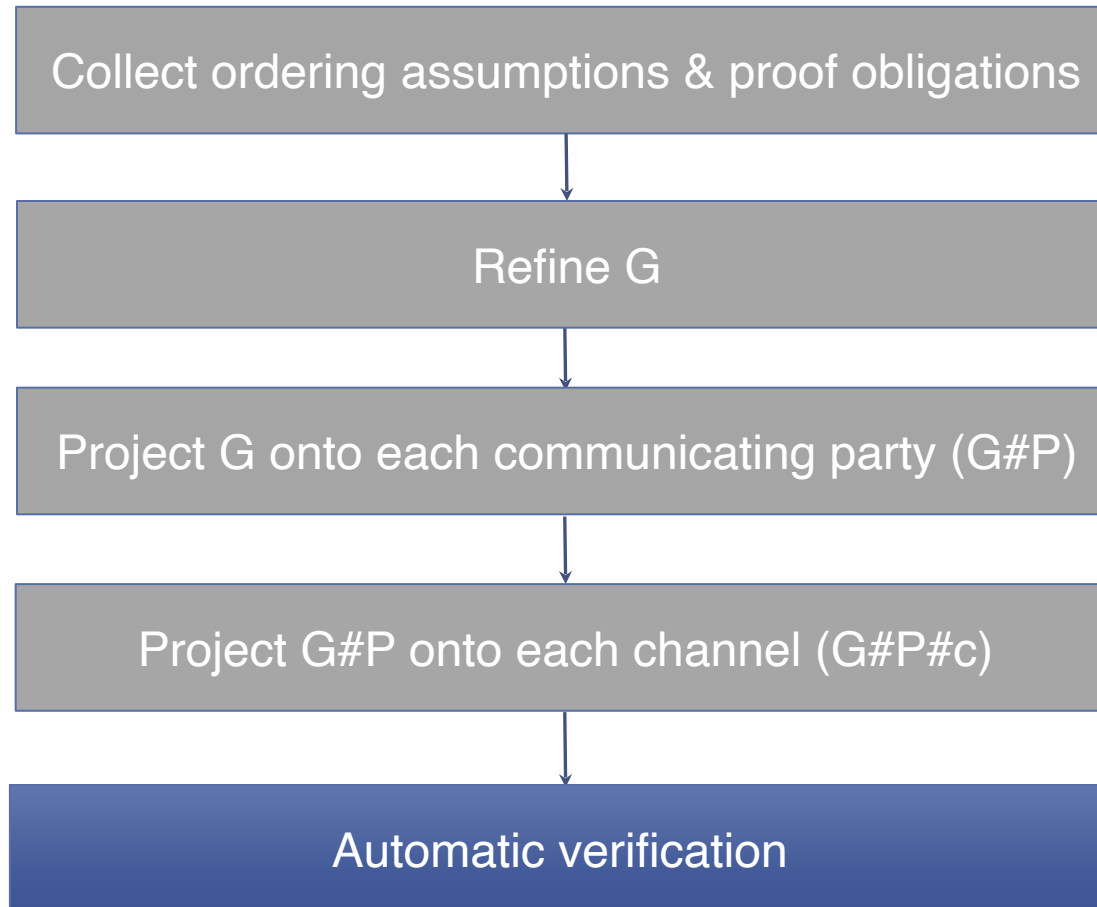 Collect ordering assumptions & proof obligations
Refine G
Project G onto each communicating party (G#P)
Project G#P onto each channel (G#P#c)
Automatic verification